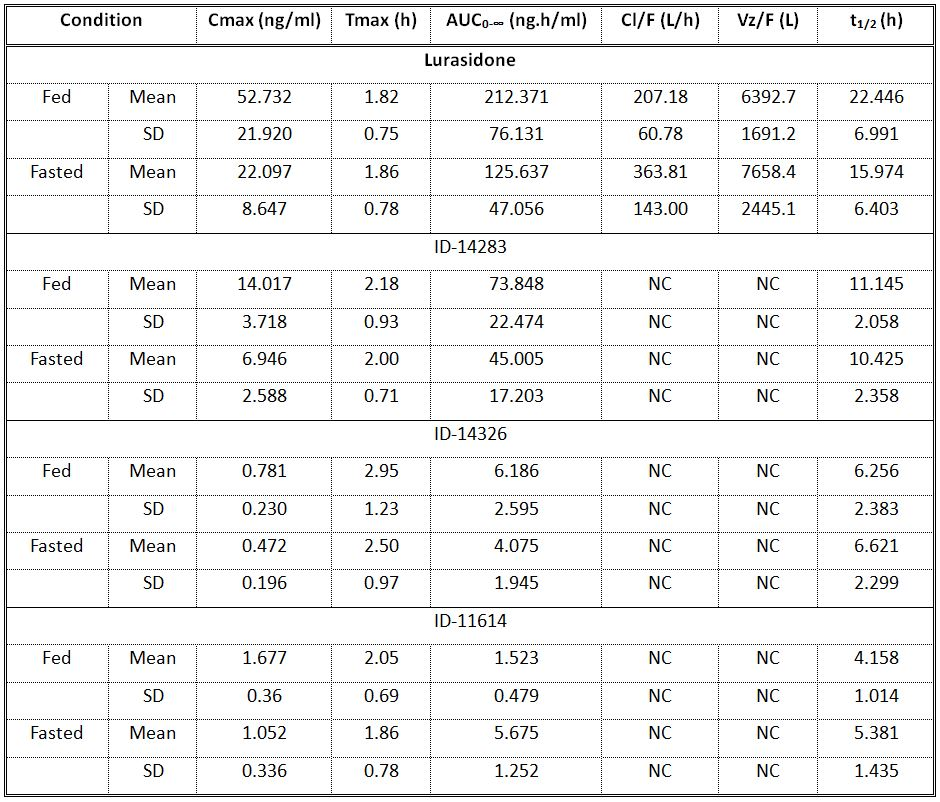 Condition Cmax (ng/ml) Tmax (h) AUC0-∞ (ng.h/ml) Cl/F (L/h) Vz/F (L) t1/2 (h)
Lurasidone
Fed Mean 52.732 1.82 212.371 207.18 6392.7 22.446
SD 21.920 0.75 76.131 60.78 1691.2 6.991
Fasted Mean 22.097 1.86 125.637 363.81 7658.4 15.974
SD 8.647 0.78 47.056 143.00 2445.1 6.403
ID-14283
Fed Mean 14.017 2.18 73.848 NC NC 11.145
SD 3.718 0.93 22.474 NC NC 2.058
Fasted Mean 6.946 2.00 45.005 NC NC 10.425
SD 2.588 0.71 17.203 NC NC 2.358
ID-14326
Fed Mean 0.781 2.95 6.186 NC NC 6.256
SD 0.230 1.23 2.595 NC NC 2.383
Fasted Mean 0.472 2.50 4.075 NC NC 6.621
SD 0.196 0.97 1.945 NC NC 2.299
ID-11614
Fed Mean 1.677 2.05 1.523 NC NC 4.158
SD 0.36 0.69 0.479 NC NC 1.014
Fasted Mean 1.052 1.86 5.675 NC NC 5.381
SD 0.336 0.78 1.252 NC NC 1.435